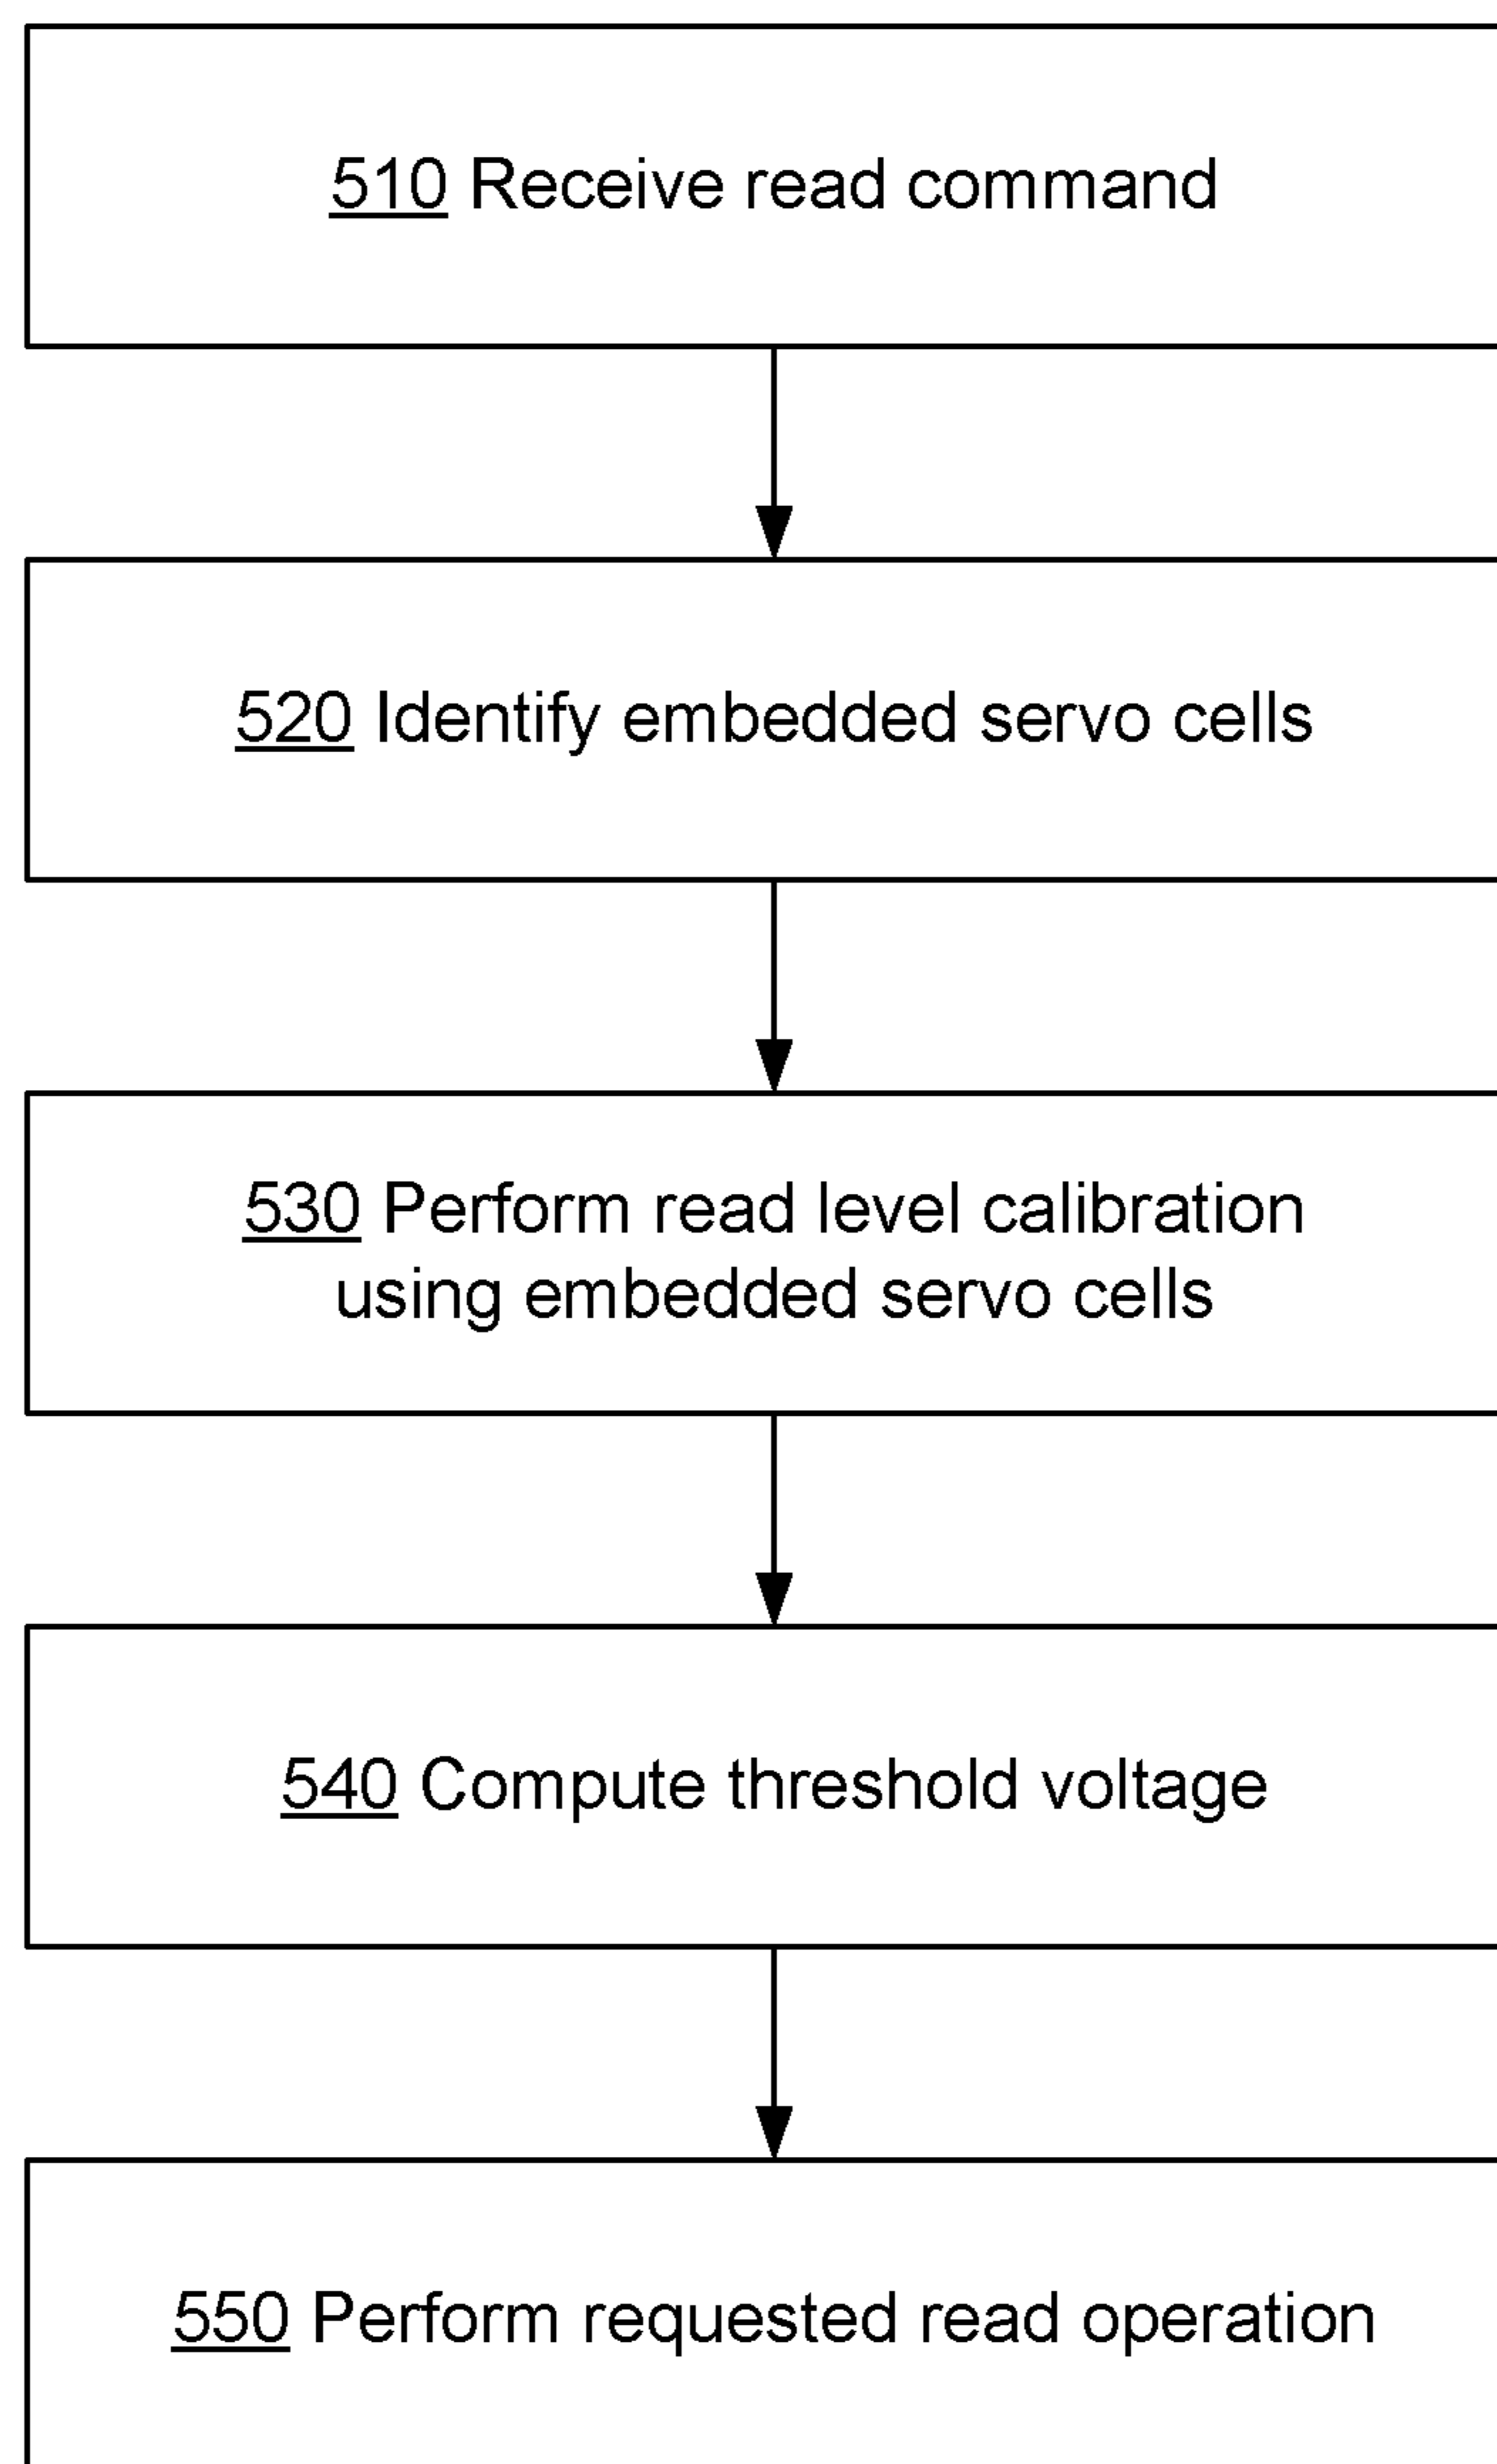 510 Receive read command
520 Identify embedded servo cells
530 Perform read level calibration
using embedded servo cells
540 Compute threshold voltage
550 Perform requested read operation